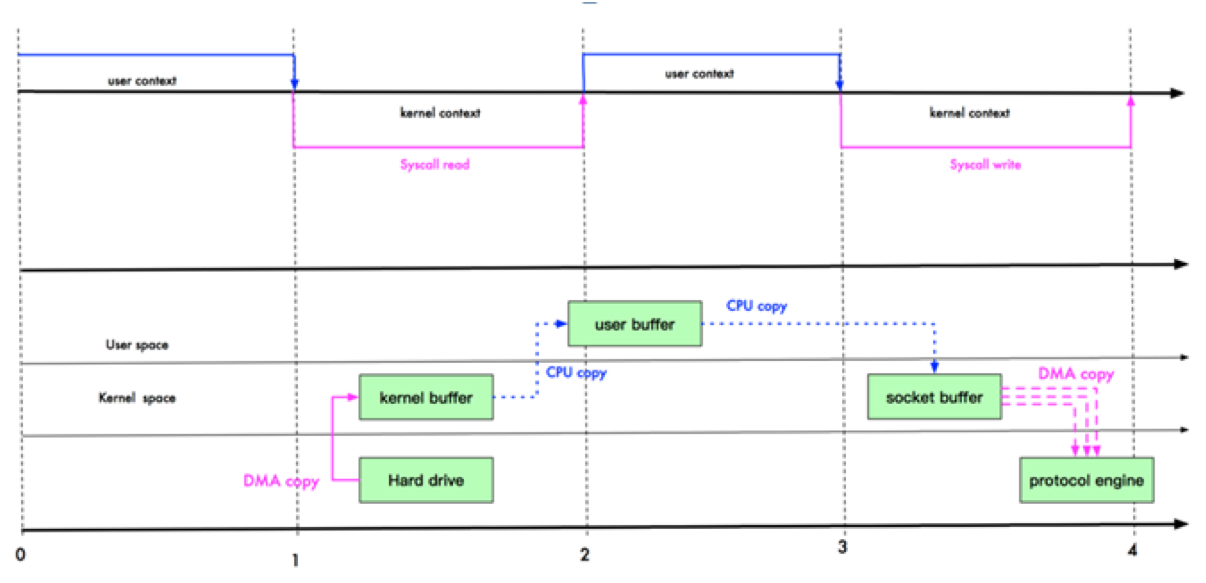 user context
user context
kernel context
kernel context
Syscall read
Syscall write
CPU copy
user buffer
User space
CPU copy
DMA copy
Kernel space
kernel buffer
socket buffer
DMA copy
Hard drive
protocol engine
0
1
2
3
4